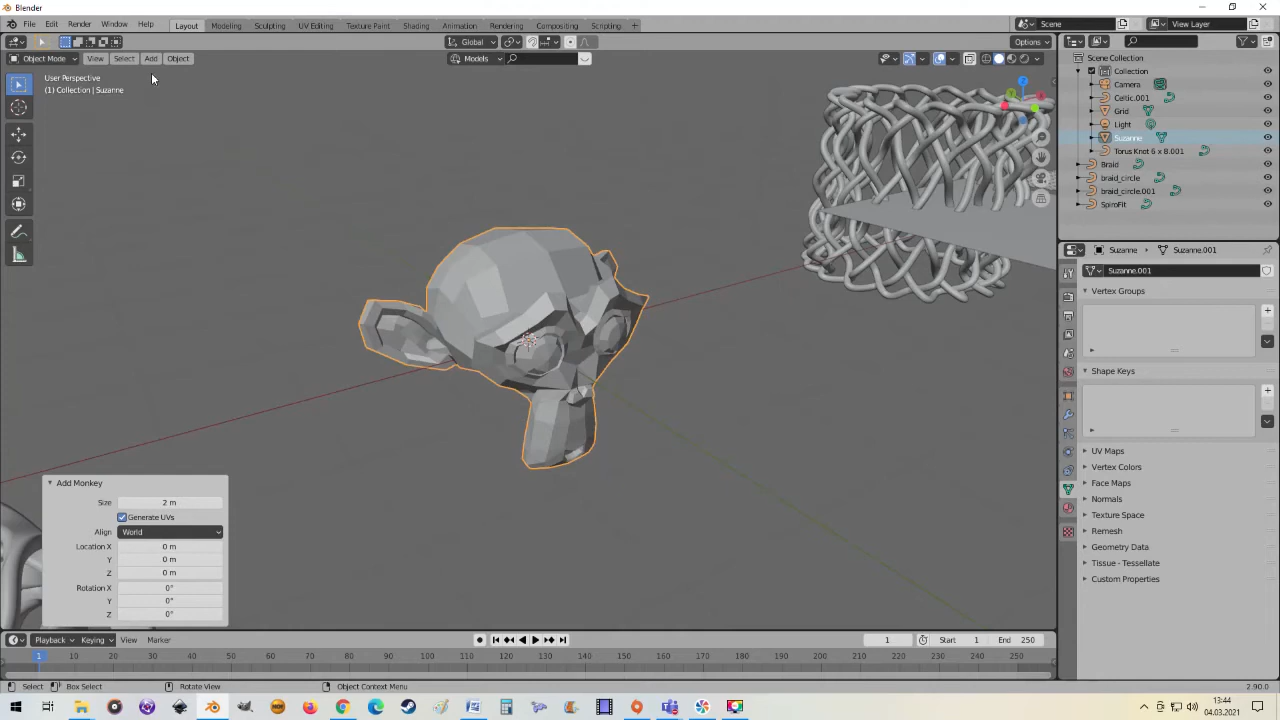 Blender
File Edit Render Window Help
Layout Modeling Sculpting UV Editing Texture Paint Shading Animation Rendering Compositing Scripting +
Scene
View Layer
Global
Options
Object Mode View Select Add Object
Models
User Perspective
(1) Collection | Suzanne
Scene Collection
Collection
Camera
Celtic.001
Grid
Light
Suzanne
Torus Knot 6 x 8.001
Braid
braid_circle
braid_circle.001
SpiroFit
Suzanne Suzanne.001
Suzanne.001
Vertex Groups
Shape Keys
UV Maps
Vertex Colors
Face Maps
Normals
Texture Space
Remesh
Geometry Data
Tissue - Tessellate
Custom Properties
Add Monkey
Size 2 m
Generate UVs
Align World
Location X 0 m
Y 0 m
Z 0 m
Rotation X 0°
Y 0°
Z 0°
Playback Keying View Marker
1 Start 1 End 250
1 10 20 30 40 50 60 70 80 90 100 110 120 130 140 150 160 170 180 190 200 210 220 230 240 250
Select Box Select Rotate View Object Context Menu 2.90.0
13:44
04.03.2021